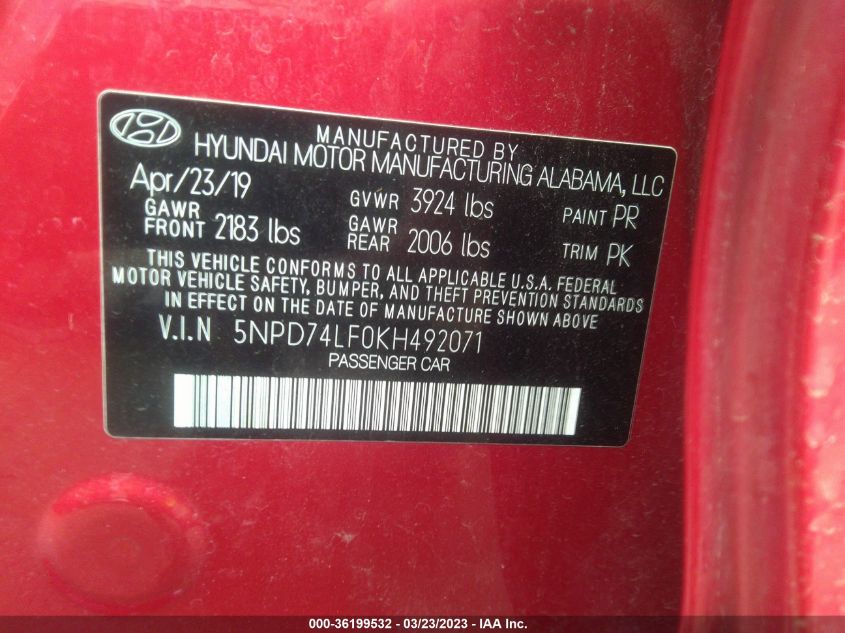 MANUFACTURED BY
HYUNDAI MOTOR MANUFACTURING ALABAMA, LLC
Apr/23/19 GVWR 3924 lbs PAINT PR
GAWR FRONT 2183 lbs GAWR REAR 2006 lbs TRIM PK
THIS VEHICLE CONFORMS TO ALL APPLICABLE U.S.A. FEDERAL
MOTOR VEHICLE SAFETY, BUMPER, AND THEFT PREVENTION STANDARDS
IN EFFECT ON THE DATE OF MANUFACTURE SHOWN ABOVE
V.I.N 5NPD74LF0KH492071
PASSENGER CAR
000-36199532 - 03/23/2023 - IAA Inc.